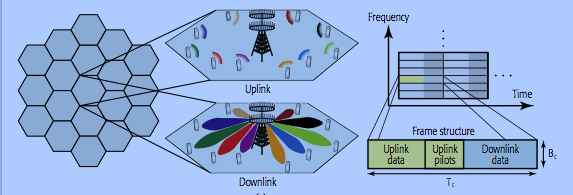 Frequency
Uplink
Time
Frame structure
Uplink
data
Uplink
pilots
Downlink
data
Bc
Downlink
Tc